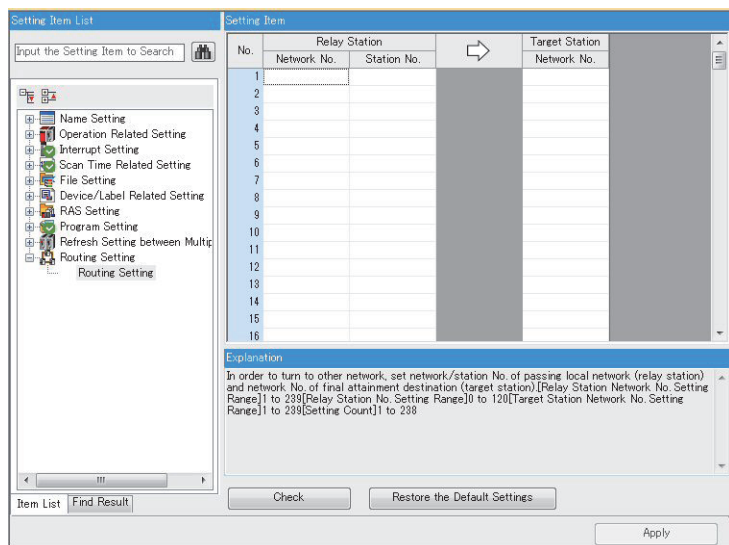 Setting Item List
Input the Setting Item to Search
Name Setting
Operation Related Setting
Interrupt Setting
Scan Time Related Setting
File Setting
Device/Label Related Setting
RAS Setting
Program Setting
Refresh Setting between Multip
Routing Setting
Routing Setting
Item List
Find Result
Setting Item
No.
Relay Station
Target Station
Network No.
Station No.
Network No.
1
2
3
4
5
6
7
8
9
10
11
12
13
14
15
16
Explanation
In order to turn to other network, set network/station No. of passing local network (relay station)
and network No. of final attainment destination (target station).[Relay Station Network No. Setting
Range]1 to 239[Relay Station No. Setting Range]0 to 120[Target Station Network No. Setting
Range]1 to 239[Setting Count]1 to 238
Check
Restore the Default Settings
Apply